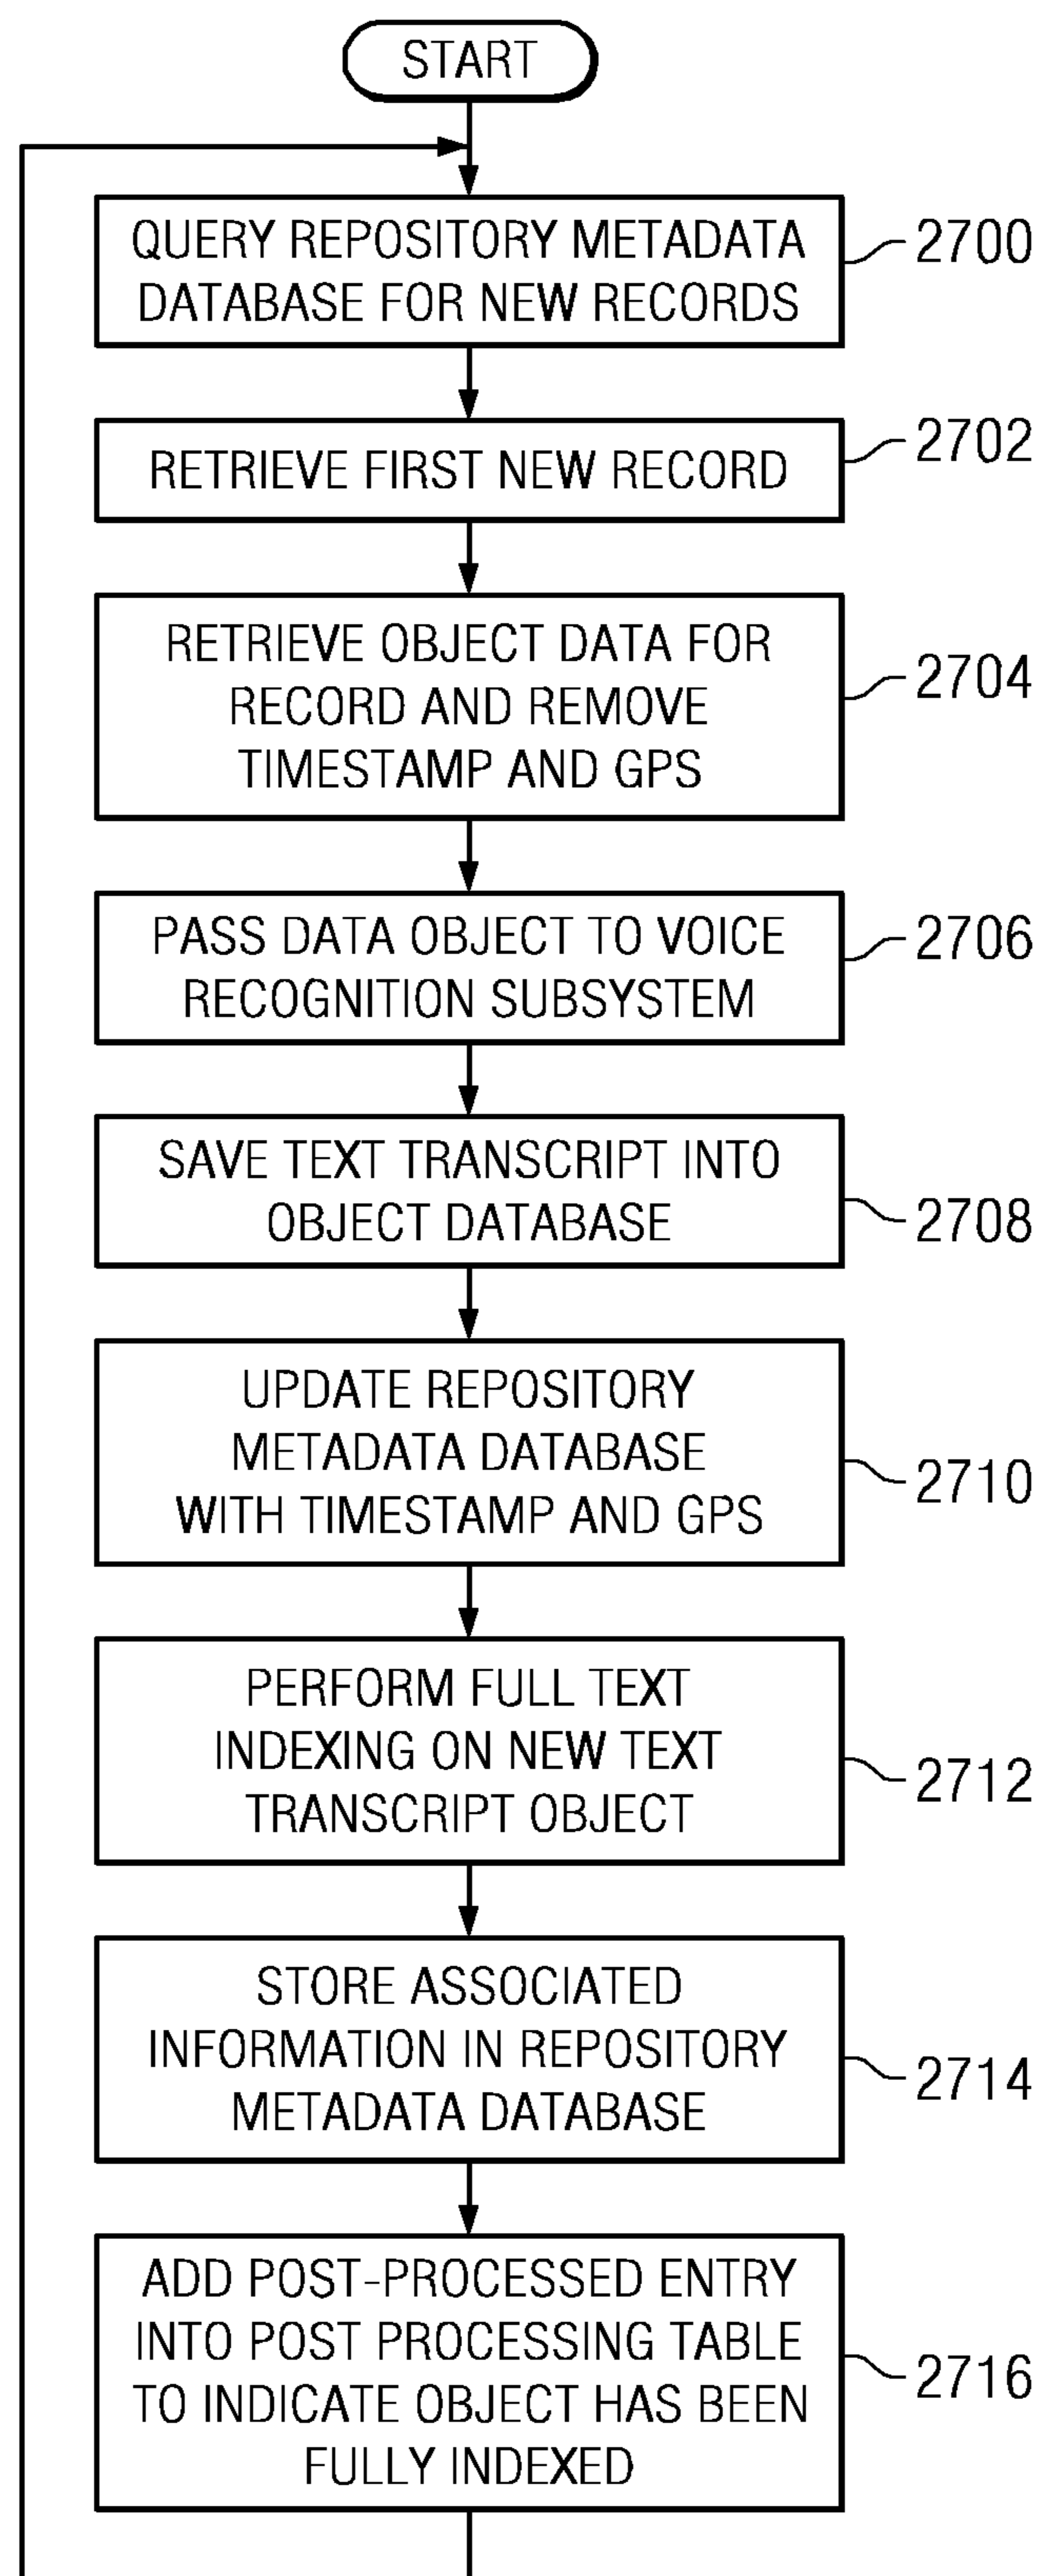 START
QUERY REPOSITORY METADATA
DATABASE FOR NEW RECORDS
2700
RETRIEVE FIRST NEW RECORD
2702
RETRIEVE OBJECT DATA FOR
RECORD AND REMOVE
TIMESTAMP AND GPS
2704
PASS DATA OBJECT TO VOICE
RECOGNITION SUBSYSTEM
2706
SAVE TEXT TRANSCRIPT INTO
OBJECT DATABASE
2708
UPDATE REPOSITORY
METADATA DATABASE
WITH TIMESTAMP AND GPS
2710
PERFORM FULL TEXT
INDEXING ON NEW TEXT
TRANSCRIPT OBJECT
2712
STORE ASSOCIATED
INFORMATION IN REPOSITORY
METADATA DATABASE
2714
ADD POST-PROCESSED ENTRY
INTO POST PROCESSING TABLE
TO INDICATE OBJECT HAS BEEN
FULLY INDEXED
2716